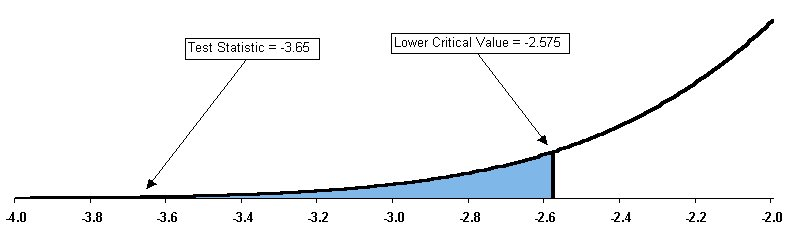 Lower Critical Value = -2.575
Test Statistic = -3.65
-4.0 -3.8 -3.6 -3.4 -3.2 -3.0 -2.8 -2.6 -2.4 -2.2 -2.0